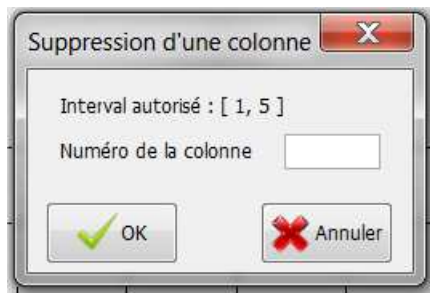 Suppression d'une colonne
Interval autorisé : [ 1, 5 ]
Numéro de la colonne
OK
Annuler